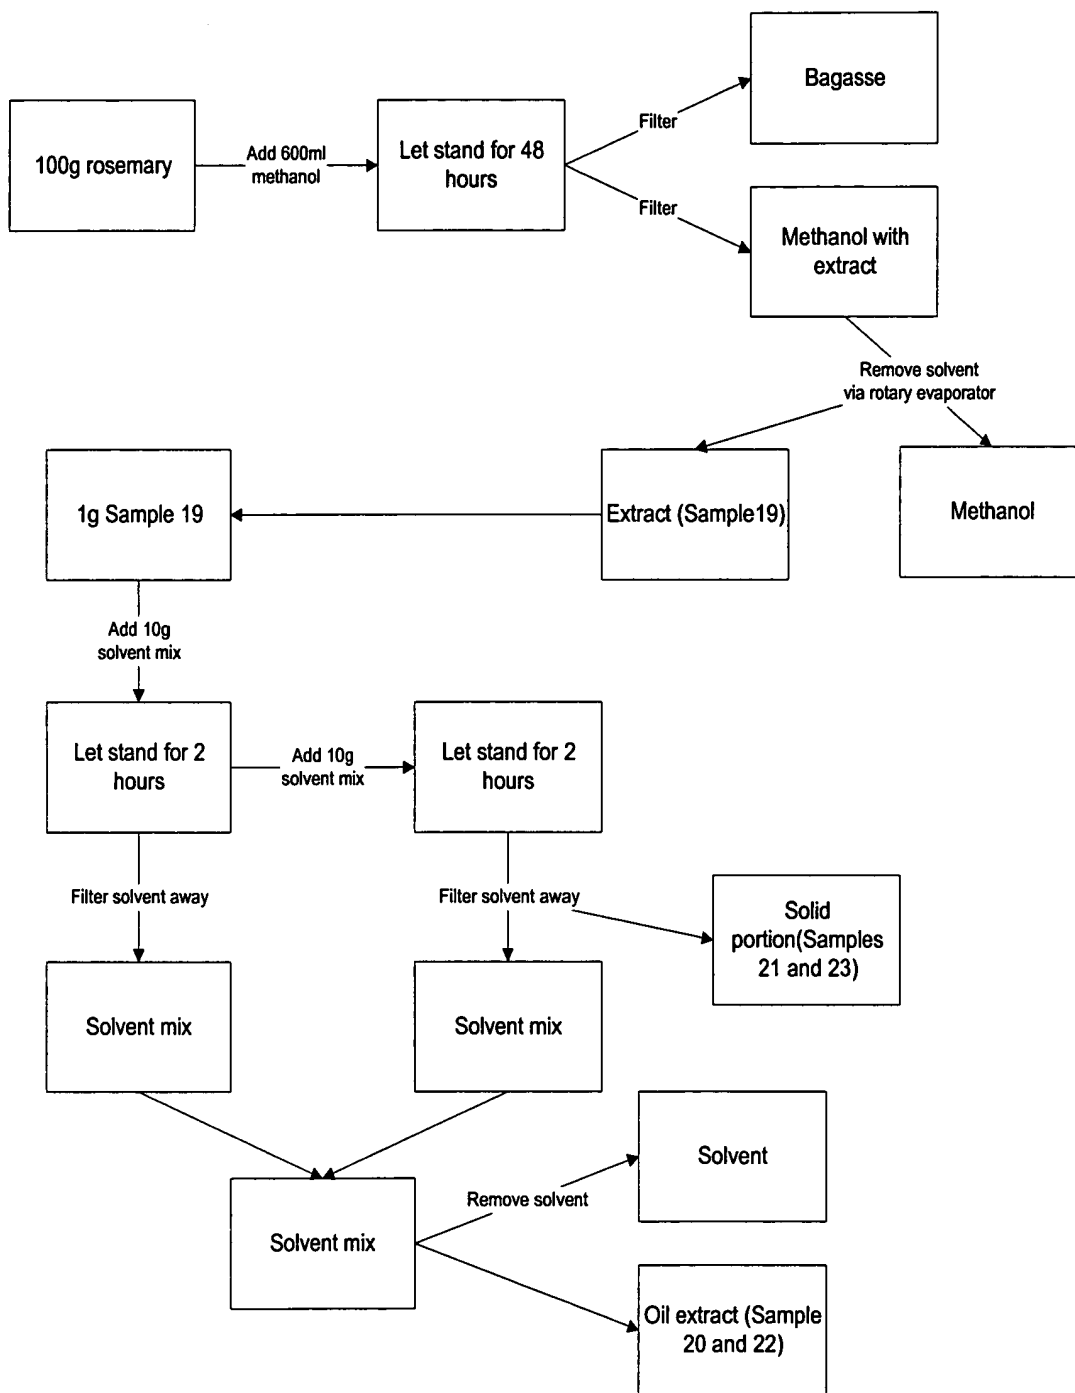 Bagasse
Filter
100g rosemary
Add 600ml
methanol
Let stand for 48
hours
Filter
Methanol with
extract
Remove solvent
via rotary evaporator
1g Sample 19
Extract (Sample19)
Methanol
Add 10g
solvent mix
Let stand for 2
hours
Add 10g
solvent mix
Let stand for 2
hours
Filter solvent away
Filter solvent away
Solid
portion(Samples
21 and 23)
Solvent mix
Solvent mix
Solvent
Remove solvent
Solvent mix
Oil extract (Sample
20 and 22)